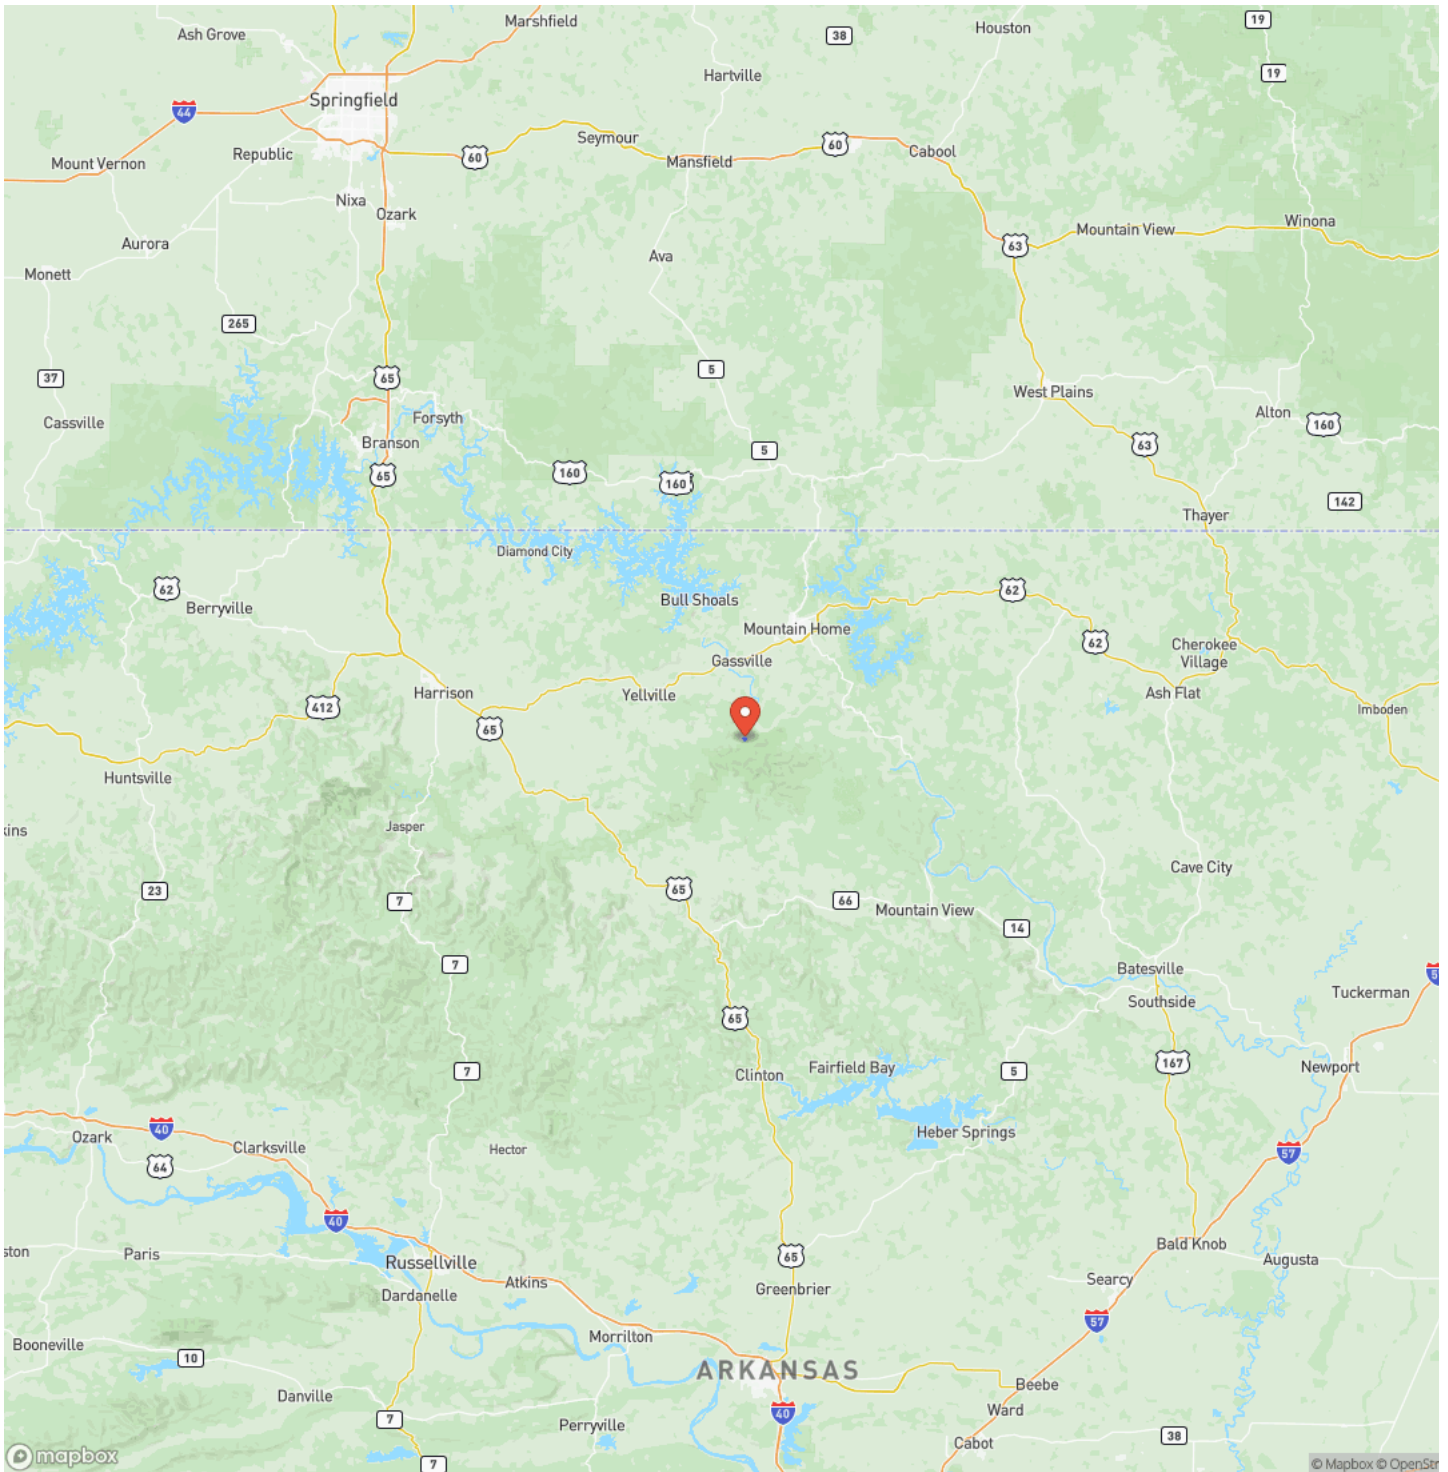 Marshfield
Houston
19
Ash Grove
38
19
Hartville
Springfield
44
Seymour
60
60
Cabool
Republic
Mansfield
Mount Vernon
Nixa
Ozark
Winona
Mountain View
Aurora
63
Ava
Monett
265
37
65
5
West Plains
Cassville
Forsyth
Alton
160
Branson
63
5
65
160
160
142
Thayer
Diamond City
62
62
Berryville
Bull Shoals
Mountain Home
62
Cherokee
Village
Gassville
Harrison
Yellville
Ash Flat
412
Imboden
65
Huntsville
Jasper
kins
23
65
Cave City
7
66
Mountain View
14
7
Batesville
5
Tuckerman
Southside
65
7
167
Fairfield Bay
5
Newport
Clinton
40
Ozark
Heber Springs
Clarksville
Hector
57
64
40
ston
Paris
65
Bald Knob
Russellville
Augusta
Atkins
Searcy
Dardanelle
Greenbrier
57
Booneville
Morrilton
10
ARKANSAS
Danville
Beebe
40
Ward
7
Perryville
38
Cabot
7
mapbox
© Mapbox © OpenStr